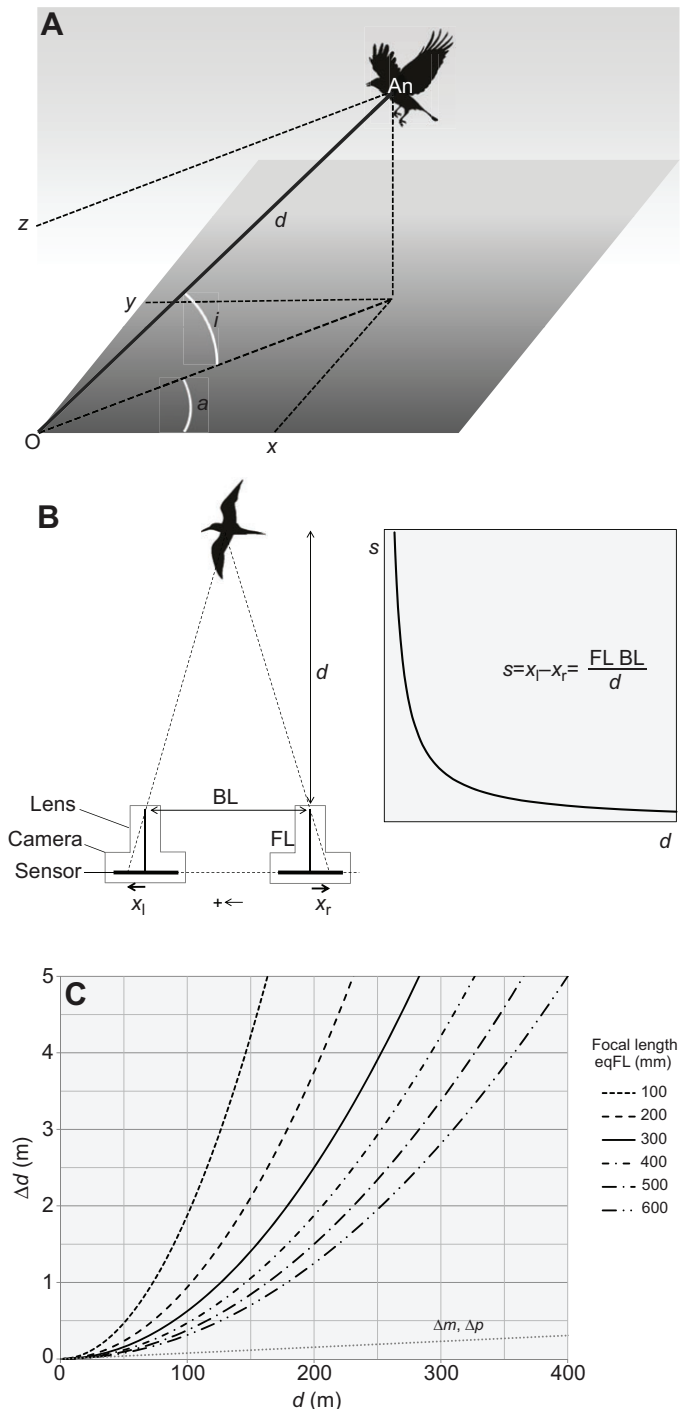 A
An
z
d
y
i
a
O
x
B
s
d
s=xl–xr= FL BL
d
BL
Lens
Camera
FL
Sensor
xl
+←
xr
d
C
5
4
3
2
1
0
Δd (m)
Δm, Δp
0
100
200
300
400
d (m)
Focal length
eqFL (mm)
100
200
300
400
500
600